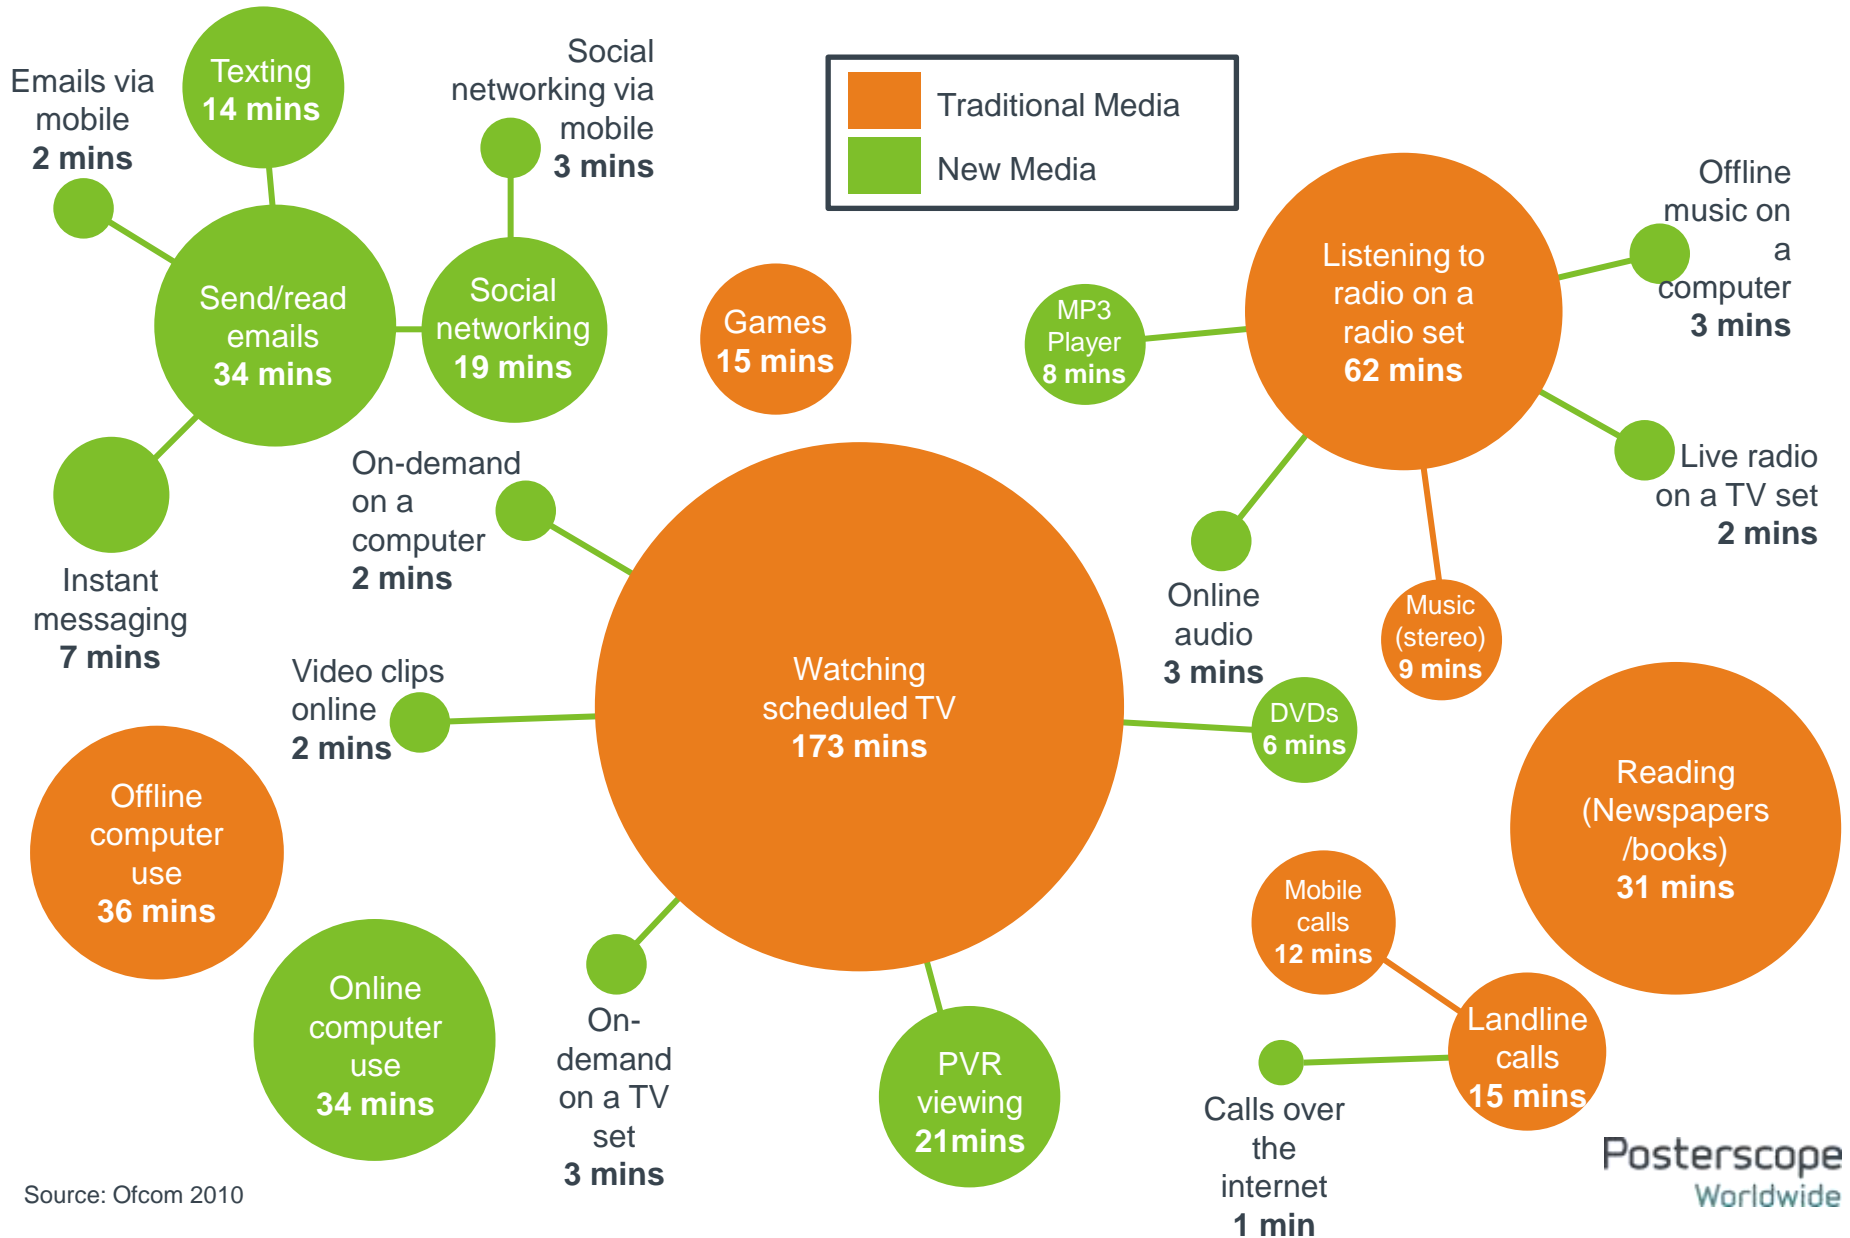 Emails via
mobile
2 mins
Texting
14 mins
Social
networking via
mobile
3 mins
Traditional Media
New Media
Send/read
emails
34 mins
Social
networking
19 mins
Instant
messaging
7 mins
Games
15 mins
MP3
Player
8 mins
Listening to
radio on a
radio set
62 mins
Offline
music on
a
computer
3 mins
Live radio
on a TV set
2 mins
Online
audio
3 mins
Music
(stereo)
9 mins
On-demand
on a
computer
2 mins
Video clips
online
2 mins
Watching
scheduled TV
173 mins
DVDs
6 mins
Reading
(Newspapers
/books)
31 mins
Offline
computer
use
36 mins
Online
computer
use
34 mins
On-
demand
on a TV
set
3 mins
PVR
viewing
21mins
Mobile
calls
12 mins
Landline
calls
15 mins
Calls over
the
internet
1 min
Source: Ofcom 2010
Posterscope
Worldwide